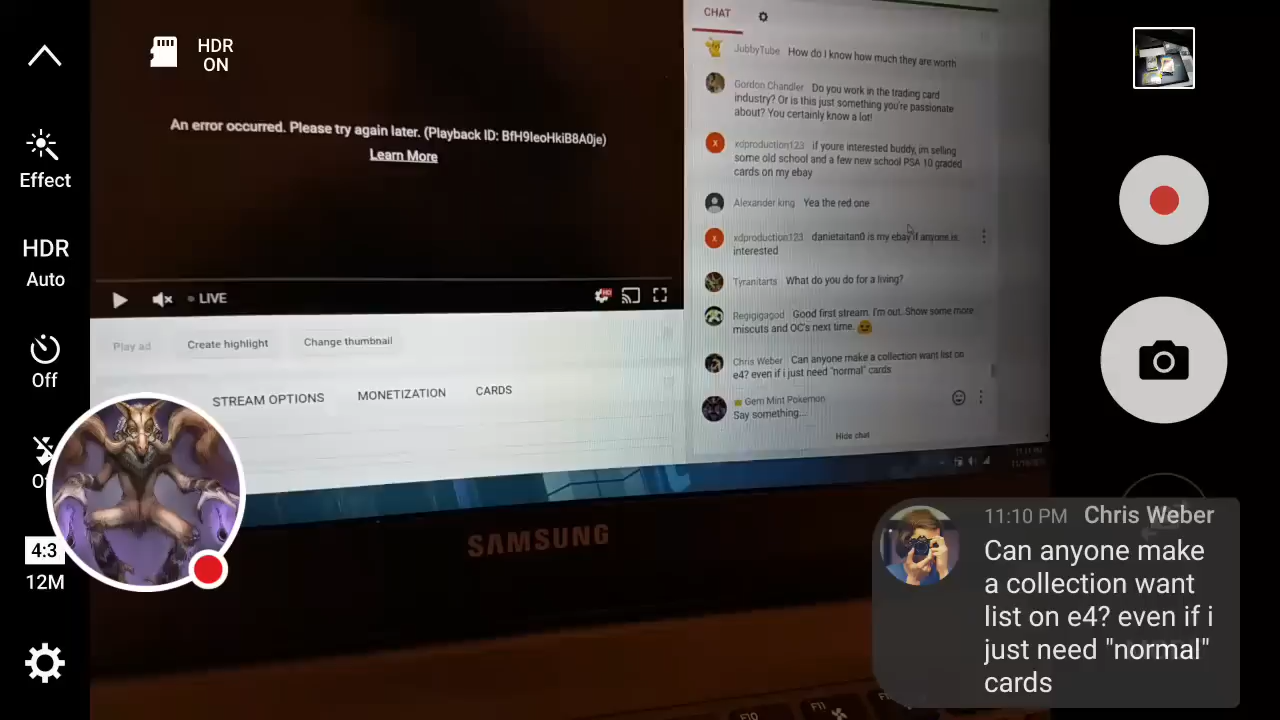 HDR
ON
Effect
HDR
Auto
Off
4:3
12M
An error occurred. Please try again later. (Playback ID: BfH9IeoHkiB8A0je)
Learn More
LIVE
Play ad
Create highlight
Change thumbnail
STREAM OPTIONS
MONETIZATION
CARDS
CHAT
JubbyTube How do I know how much they are worth
Gordon Chandler Do you work in the trading card
industry? Or is this just something you're passionate
about? You certainly know a lot!
xdproduction123 if youre interested buddy, im selling
some old school and a few new school PSA 10 graded
cards on my ebay
Alexander king Yea the red one
xdproduction123 danietaitan0 is my ebay if anyone is
interested
Tyranitarts What do you do for a living?
Regigigagod Good first stream. I'm out. Show some more
miscuts and OC's next time.
Chris Weber Can anyone make a collection want list on
e4? even if i just need "normal" cards
Gem Mint Pokemon
Say something...
Hide chat
SAMSUNG
11:10 PM Chris Weber
Can anyone make
a collection want
list on e4? even if i
just need "normal"
cards
F10
F11